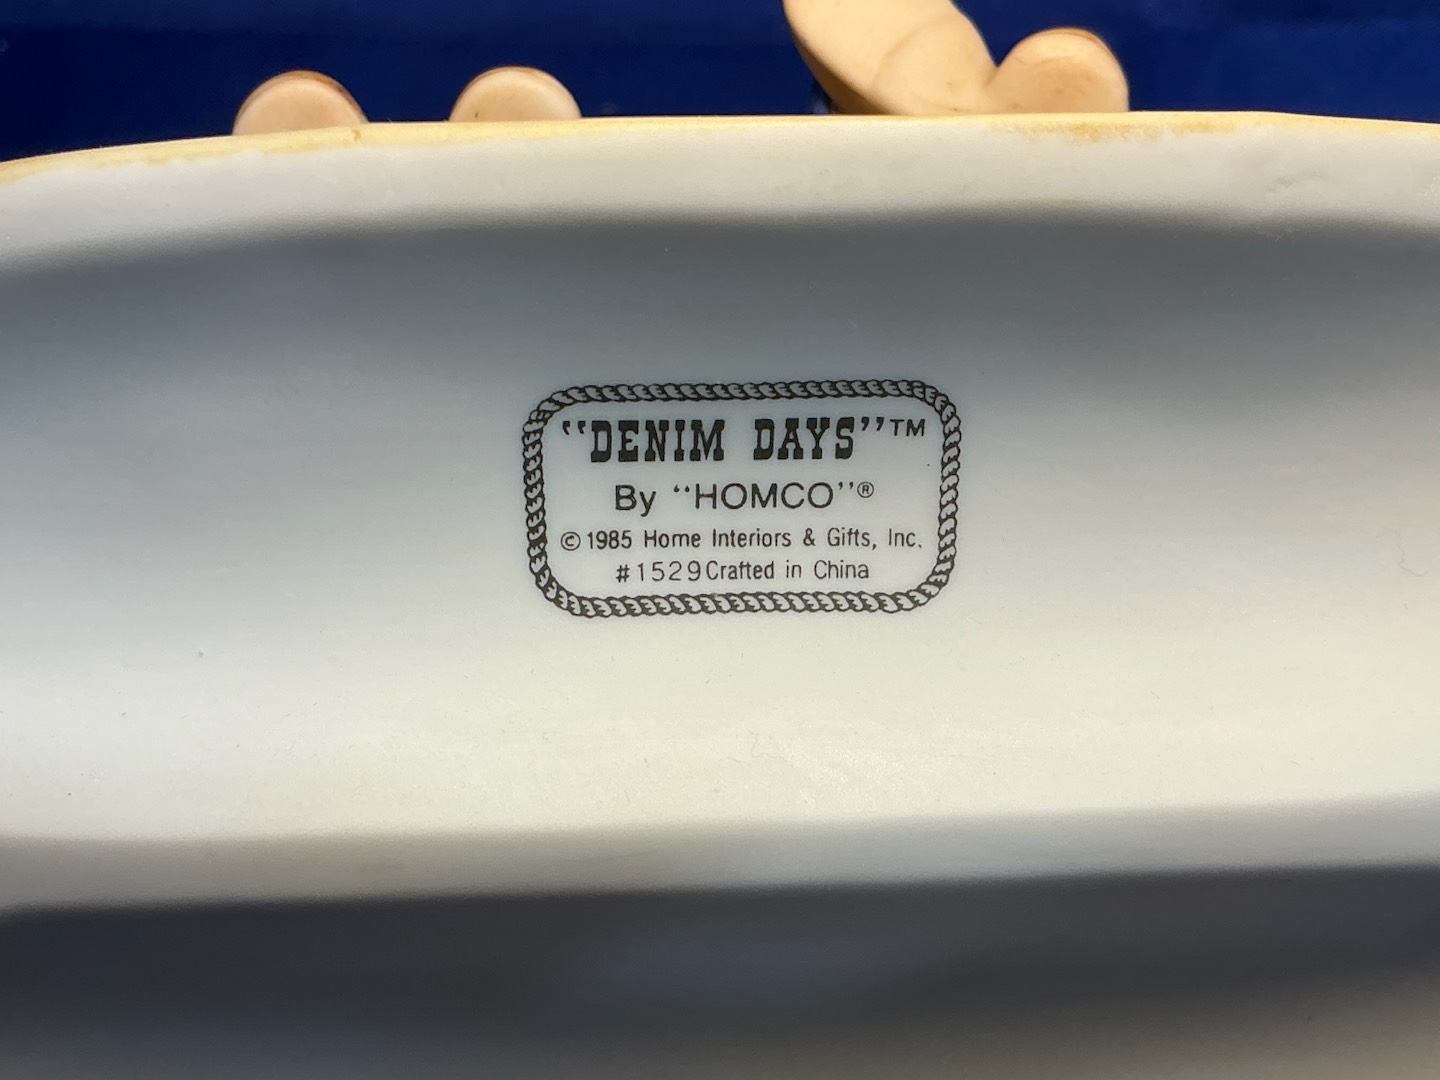 “DENIM DAYS”™
By “HOMCO”®
©1985 Home Interiors & Gifts, Inc.
#1529 Crafted in China